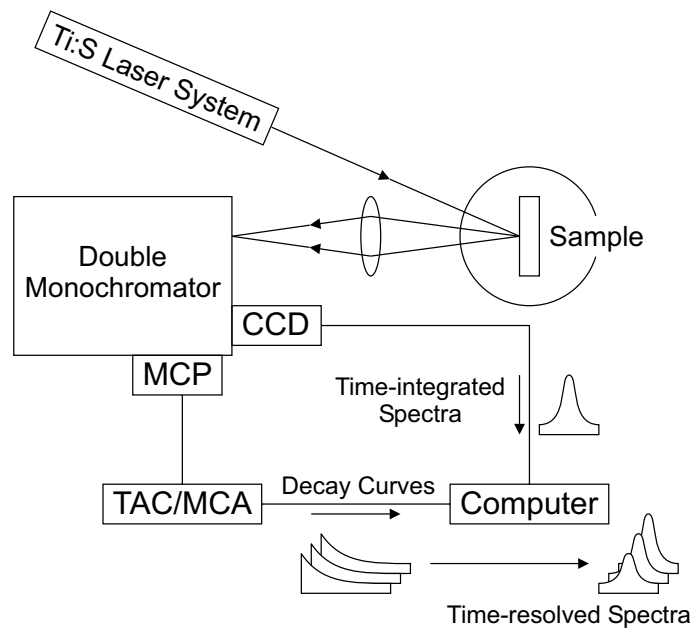 Ti:S Laser System
Sample
Double
Monochromator
CCD
MCP
Time-integrated
Spectra
TAC/MCA
Decay Curves
Computer
Time-resolved Spectra